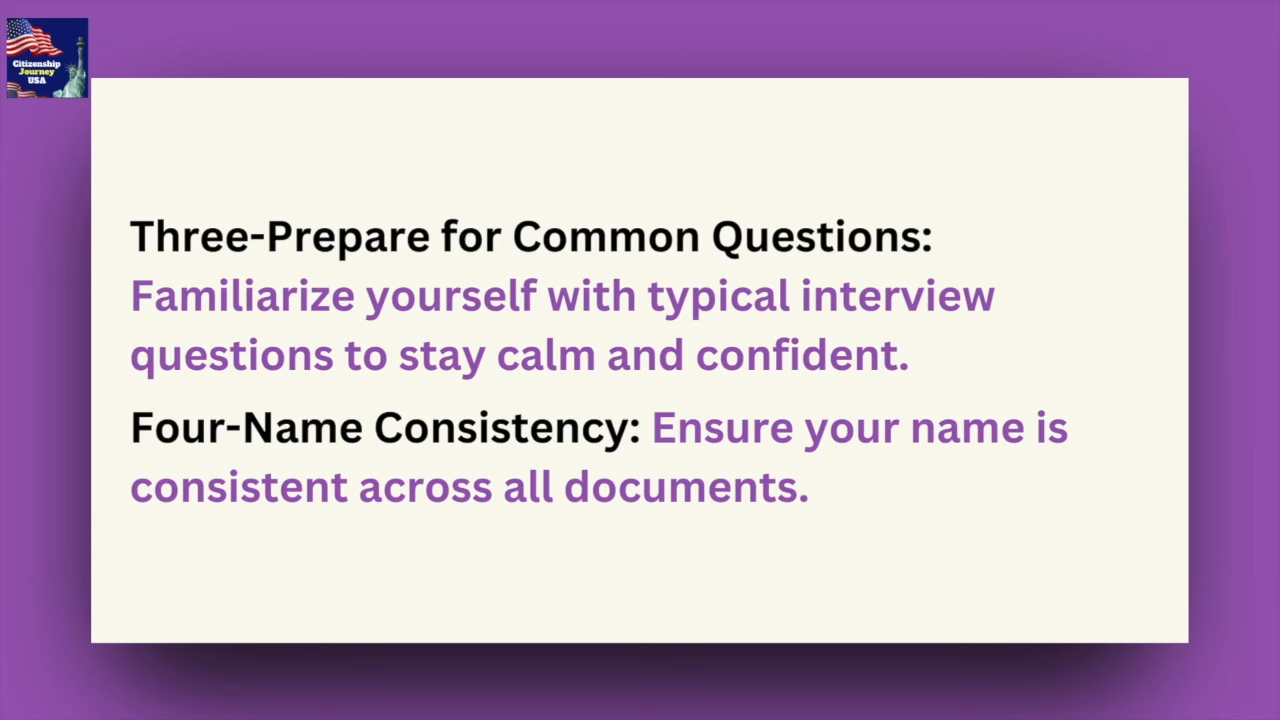 Citizenship
Journey
USA
Three-Prepare for Common Questions:
Familiarize yourself with typical interview
questions to stay calm and confident.
Four-Name Consistency: Ensure your name is
consistent across all documents.